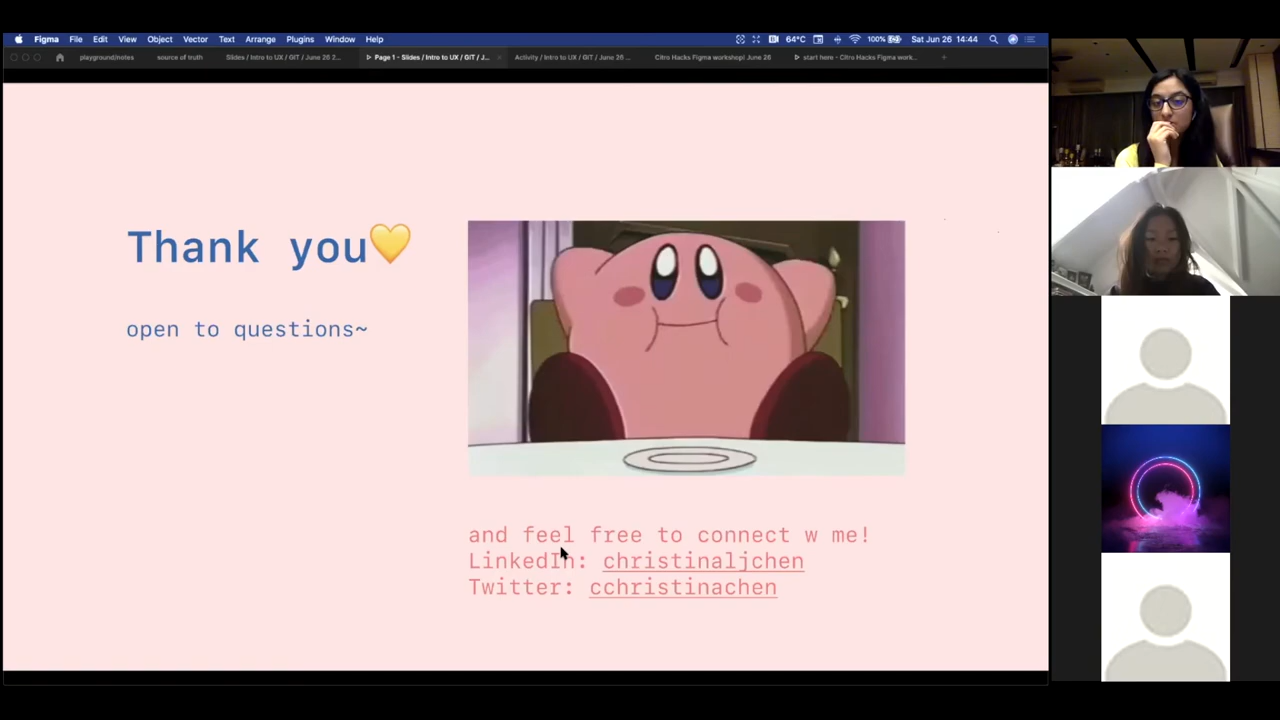 Figma File Edit View Object Vector Text Arrange Plugins Window Help 64°C 100% Sat Jun 26 14:44
playground/notes source of truth Slides / Intro to UX / GIT / June 26 2... Page 1 - Slides / Intro to UX / GIT / J... Activity / Intro to UX / GIT / June 26 ... Citro Hacks Figma workshop! June 26 start here - Citro Hacks Figma work...
Thank you💛
open to questions~
and feel free to connect w me!
LinkedIn: christinaljchen
Twitter: cchristinachen